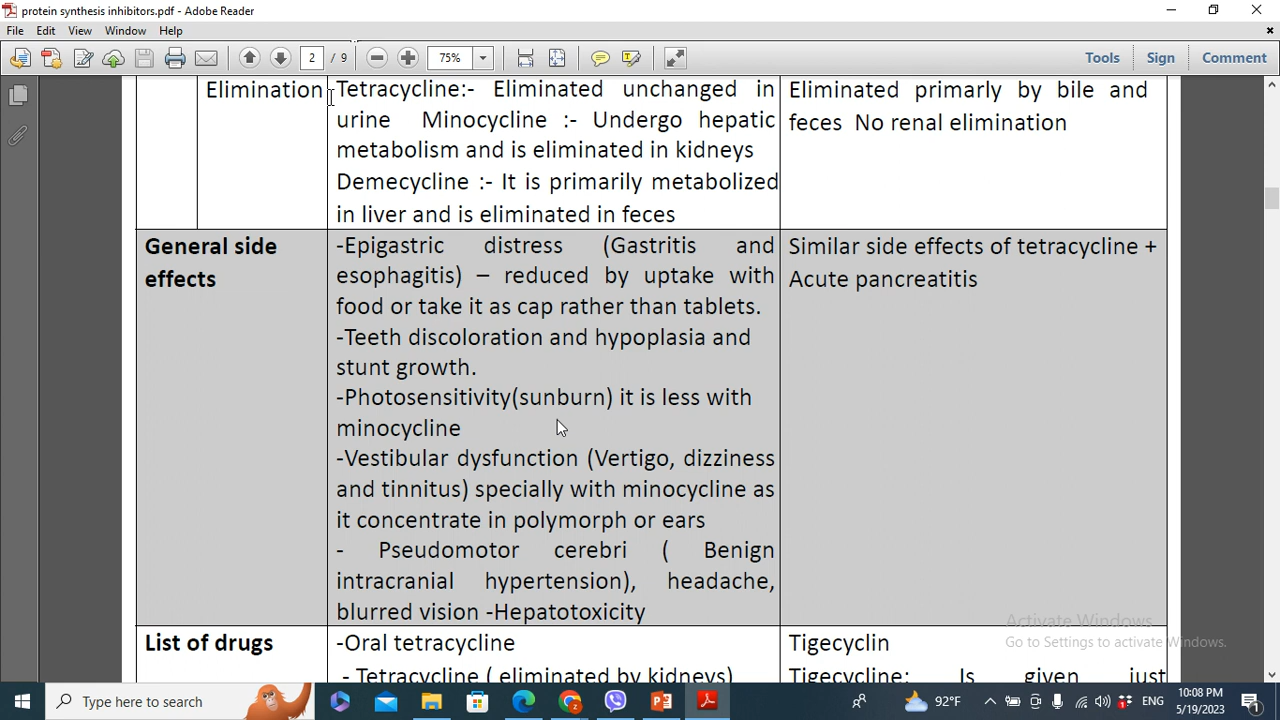 protein synthesis inhibitors.pdf - Adobe Reader
File Edit View Window Help
2 / 9 75% Tools Sign Comment
Elimination
Tetracycline:- Eliminated unchanged in
urine Minocycline :- Undergo hepatic
metabolism and is eliminated in kidneys
Demecycline :- It is primarily metabolized
in liver and is eliminated in feces
Eliminated primarly by bile and
feces No renal elimination
General side
effects
-Epigastric distress (Gastritis and
esophagitis) – reduced by uptake with
food or take it as cap rather than tablets.
-Teeth discoloration and hypoplasia and
stunt growth.
-Photosensitivity(sunburn) it is less with
minocycline
-Vestibular dysfunction (Vertigo, dizziness
and tinnitus) specially with minocycline as
it concentrate in polymorph or ears
- Pseudomotor cerebri ( Benign
intracranial hypertension), headache,
blurred vision -Hepatotoxicity
Similar side effects of tetracycline +
Acute pancreatitis
List of drugs
-Oral tetracycline
- Tetracycline ( eliminated by kidneys)
Tigecyclin
Tigecycline: Is given just
Activate Windows
Go to Settings to activate Windows.
Type here to search
92°F
ENG
10:08 PM
5/19/2023
1